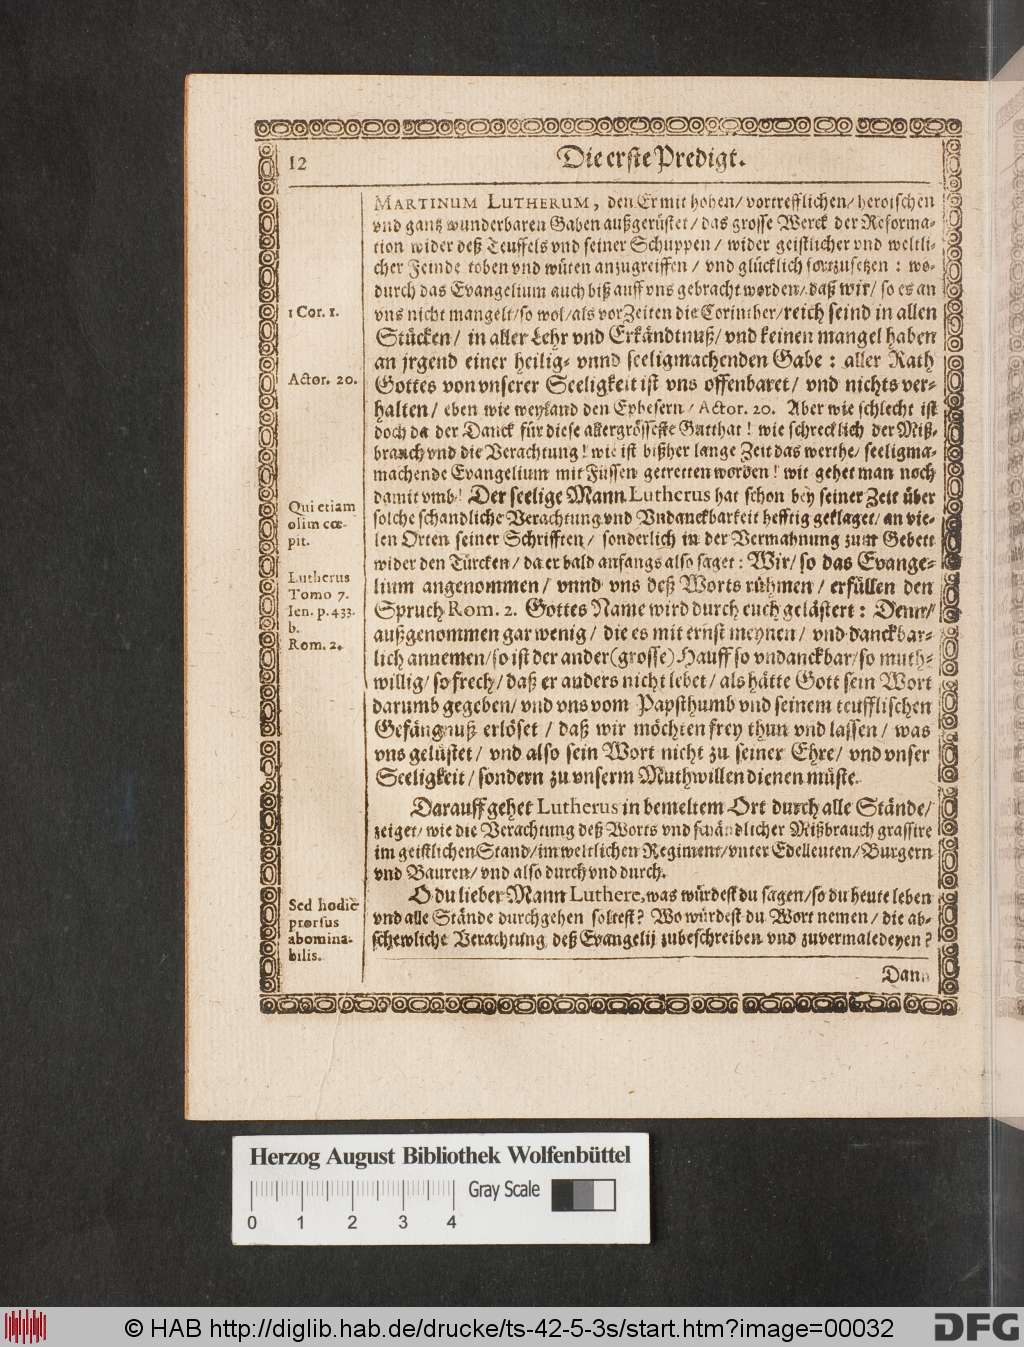 12
Die erste Predigt.
MARTINUM LUTHERUM, den Er mit hohen/ vortrefflichen/ heroischen
vnd gantz wunderbaren Gaben außgerüstet/ das grosse Werck der Reforma-
tion wider deß Teuffels vnd seiner Schuppen/ wider geistlicher vnd weltli-
cher Feinde toben vnd wüten anzugreiffen/ vnd glücklich fortzusetzen: wo-
durch das Evangelium auch biß auff vns gebracht worden/ daß wir/ so es an
1 Cor. 1.
vns nicht mangelt/ so wol/ als vor Zeiten die Corinther/ reich seind in allen
Stücken/ in aller Lehr vnd Erkändtnuß/ vnd keinen mangel haben
an jrgend einer heilig- vnnd seeligmachenden Gabe: aller Rath
Actor. 20.
Gottes von vnserer Seeligkeit ist vns offenbaret/ vnd nichts ver-
halten/ eben wie weyland den Ephesern/ Actor. 20. Aber wie schlecht ist
doch da der Danck für diese allergrösseste Gutthat! wie schrecklich der Miß-
brauch vnd die Verachtung! wie ist bißher lange Zeit das werthe/ seeligma-
machende Evangelium mit Füssen getretten worden! wie gehet man noch
damit vmb! Der seelige Mann Lutherus hat schon bey seiner Zeit über
Qui etiam
olim cœ-
pit.
solche schandliche Verachtung vnd Vndanckbarkeit hefftig geklaget/ an vie-
len Orten seiner Schrifften/ sonderlich in der Vermahnung zum Gebett
wider den Türcken/ da er bald anfangs also saget: Wir/ so das Evange-
Lutherus
Tomo 7.
Ien. p. 433.
b.
Rom. 2.
lium angenommen/ vnnd vns deß Worts rühmen/ erfüllen den
Spruch Rom. 2. Gottes Name wird durch euch gelästert: Denn/
außgenommen gar wenig/ die es mit ernst meynen/ vnd danckbar-
lich annemen/ so ist der ander (grosse) Hauff so vndanckbar/ so muth-
willig/ so frech/ daß er anders nicht lebet/ als hätte Gott sein Wort
darumb gegeben/ vnd vns vom Papsthumb vnd seinem teufflischen
Gefängnuß erlöset/ daß wir möchten frey thun vnd lassen/ was
vns gelüstet/ vnd also sein Wort nicht zu seiner Ehre/ vnd vnser
Seeligkeit/ sondern zu vnserm Muthwillen dienen müste.
Darauff gehet Lutherus in bemeltem Ort durch alle Stände/
zeiget/ wie die Verachtung deß Worts vnd schändlicher Mißbrauch grassire
im geistlichen Stand/ im weltlichen Regiment/ vnter Edelleuten/ Burgern
vnd Bauren/ vnd also durch vnd durch.
Sed hodiè
prorsus
abomina-
bilis.
O du lieber Mann Luthere, was würdest du sagen/ so du heute leben
vnd alle Stände durchgehen soltest? Wo würdest du Wort nemen/ die ab-
schewliche Verachtung deß Evangelij zubeschreiben vnd zuvermaledeyen?
Dann
Herzog August Bibliothek Wolfenbüttel
Gray Scale
0 1 2 3 4
© HAB http://diglib.hab.de/drucke/ts-42-5-3s/start.htm?image=00032
DFG